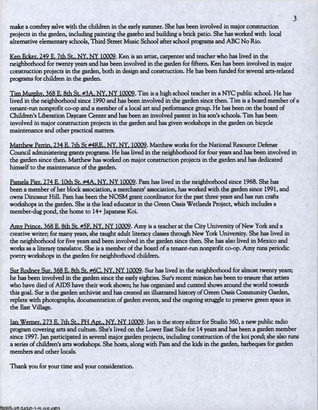 3
make a comfrey salve with the children in the early summer. She has been involved in major construction
projects in the garden, including painting the gazebo and building a brick patio. She has worked with local
alternative elementary schools, Third Street Music School after school programs and ABC No Rio.
Ken Ecker, 249 E. 7th St., NY, NY 10009. Ken is an artist, carpenter and teacher who has lived in the
neighborhood for twenty years and has been involved in the garden for fifteen. Ken has been involved in major
construction projects in the garden, both in design and construction. He has been funded for several arts-related
programs for children in the garden.
Tim Murphy, 368 E. 8th St. #3A, NY, NY 10009. Tim is a high school teacher in a NYC public school. He has
lived in the neighborhood since 1990 and has been involved in the garden since then. Tim is a board member of a
tenant-run nonprofit co-op and a member of a local art and performance group. He has been on the board of
Children's Liberation Daycare Center and has been an involved parent in his son's schools. Tim has been
involved in major construction projects in the garden and has given workshops in the garden on bicycle
maintenance and other practical matters.
Matthew Perrin, 234 E. 7th St. NY, NY 10009. Matthew works for the National Resource Defense
Council administering grants programs. He has lived in the neighborhood for four years and has been involved in
the garden since then. Matthew has worked on major construction projects in the garden and has dedicated
himself to the maintenance of the garden.
Pamela Pier, 274 E. 10th St. #4A, NY, NY 10009. Pam has lived in the neighborhood since 1968. She has
been a member of her block association, a merchants' association, has worked with the garden since 1991, and
owns Dinosaur Hill. Pam has been the NOSM grant coordinator for the past three years and has run crafts
workshops in the garden. She is the lead educator in the Green Oasis Wetlands Project, which includes a
member-dug pond, the home to 14+ Japanese Koi.
Amy Prince, 368 E. 8th St. #5F, NY, NY 10009. Amy is a teacher at the City University of New York and a
creative writer; for many years, she taught adult literacy classes through New York University. She has lived in
the neighborhood for five years and been involved in the garden since then. She has also lived in Mexico and
works as a literary translator. She is a member of the board of a tenant-run nonprofit co-op. Amy runs periodic
poetry workshops in the garden for neighborhood children.
Sur Rodney Sur, 368 E. 8th St. #6C, NY, NY 10009. Sur has lived in the neighborhood for almost twenty years;
he has been involved in the garden since the early eighties. Sur's recent mission has been to ensure that artists
who have died of AIDS have their work shown; he has organized and curated shows around the world towards
this goal. Sur is the garden archivist and has created an illustrated history of Green Oasis Community Garden,
replete with photographs, documentation of garden events, and the ongoing struggle to preserve green space in
the East Village.
Jan Werner, 273 E. 7th St., PH Apt., NY, NY 10009. Jan is the story editor for Studio 360, a new public radio
program covering arts and culture. She's lived on the Lower East Side for 14 years and has been a garden member
since 1997. Jan participated in several major garden projects, including construction of the koi pond; she also runs
a series of children's arts workshops. She hosts, along with Pam and the kids in the garden, barbeques for garden
members and other locals.
Thank you for your time and your consideration.